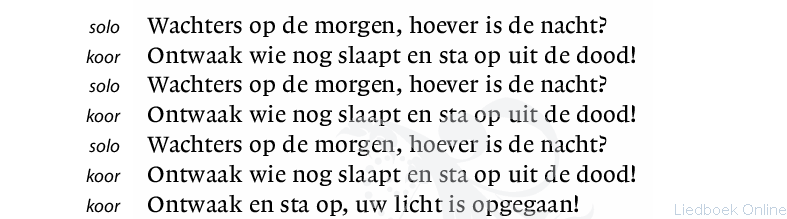 solo Wachters op de morgen, hoever is de nacht?
koor Ontwaak wie nog slaapt en sta op uit de dood!
solo Wachters op de morgen, hoever is de nacht?
koor Ontwaak wie nog slaapt en sta op uit de dood!
solo Wachters op de morgen, hoever is de nacht?
koor Ontwaak wie nog slaapt en sta op uit de dood!
koor Ontwaak en sta op, uw licht is opgegaan!
Liedboek Online